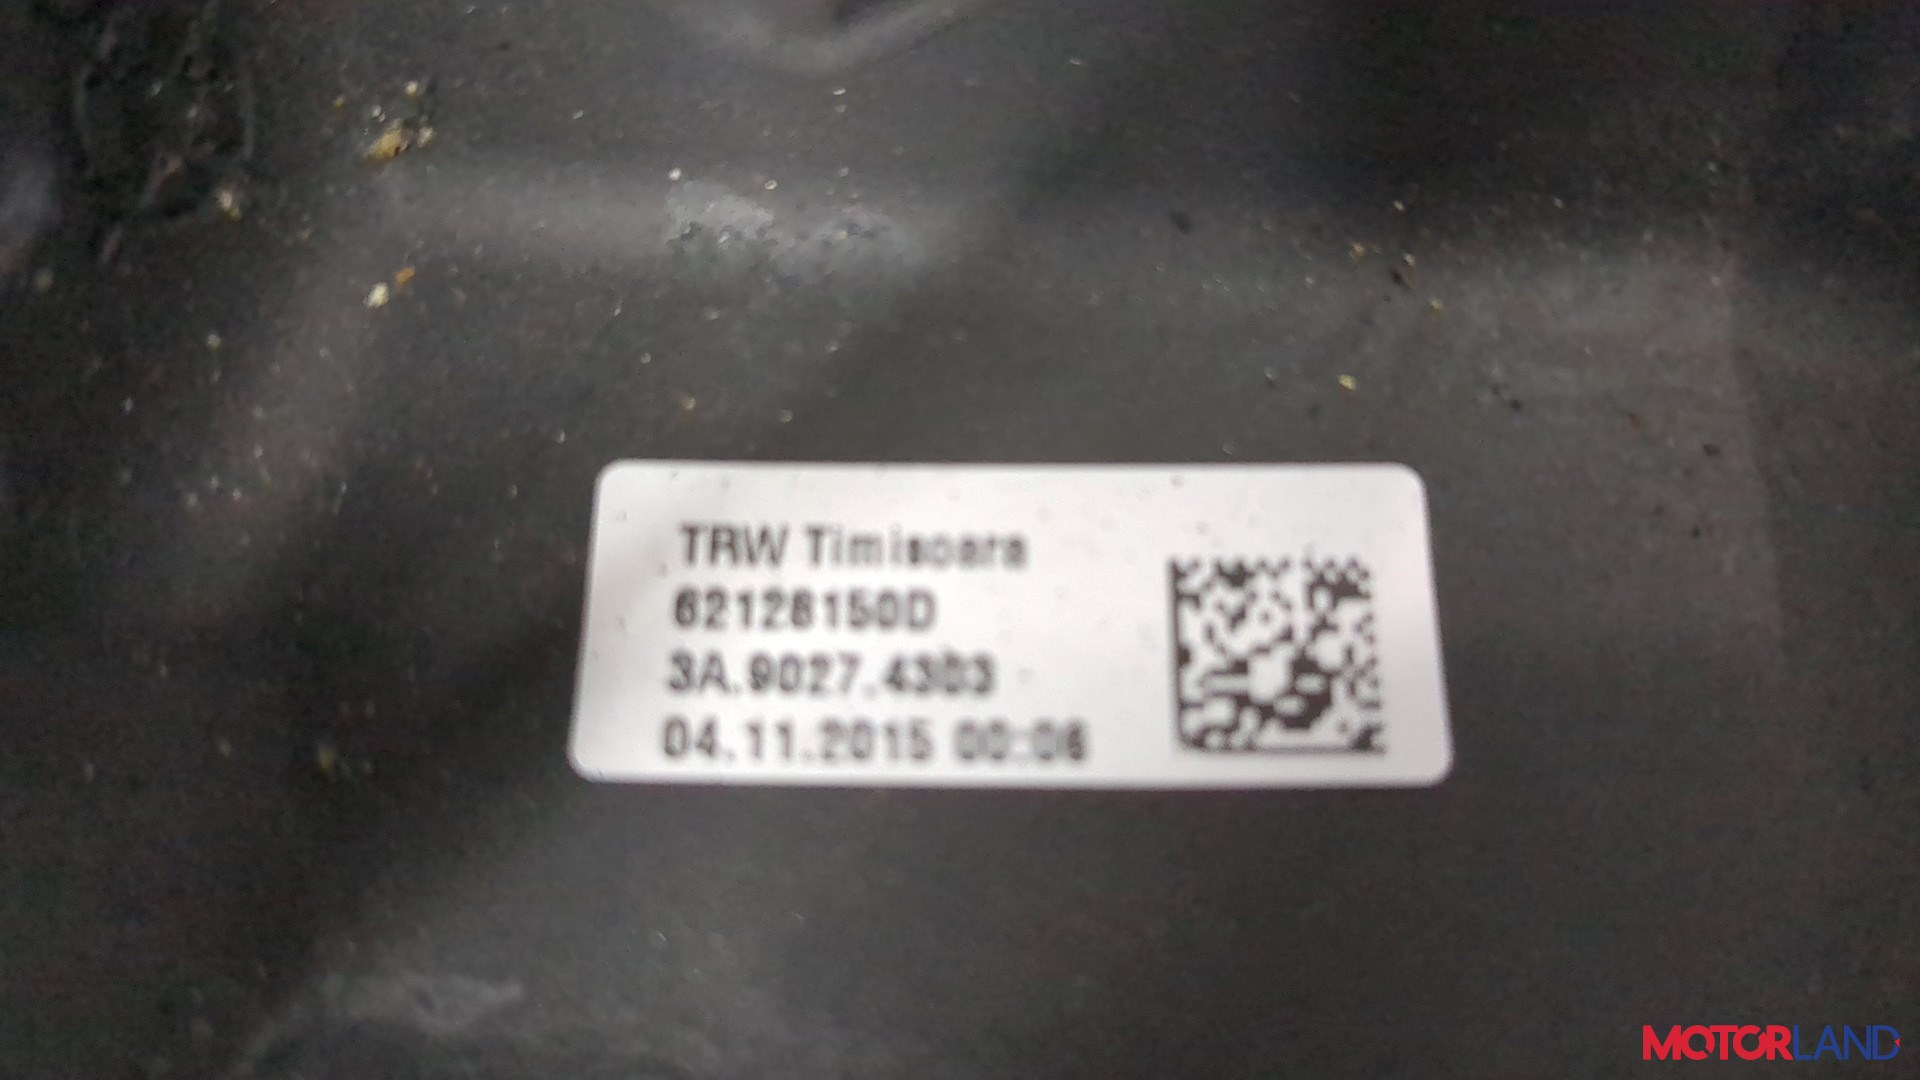 TRW Timisoara
62128150D
3A.9027.4303
04.11.2015 00:06
MOTORLAND